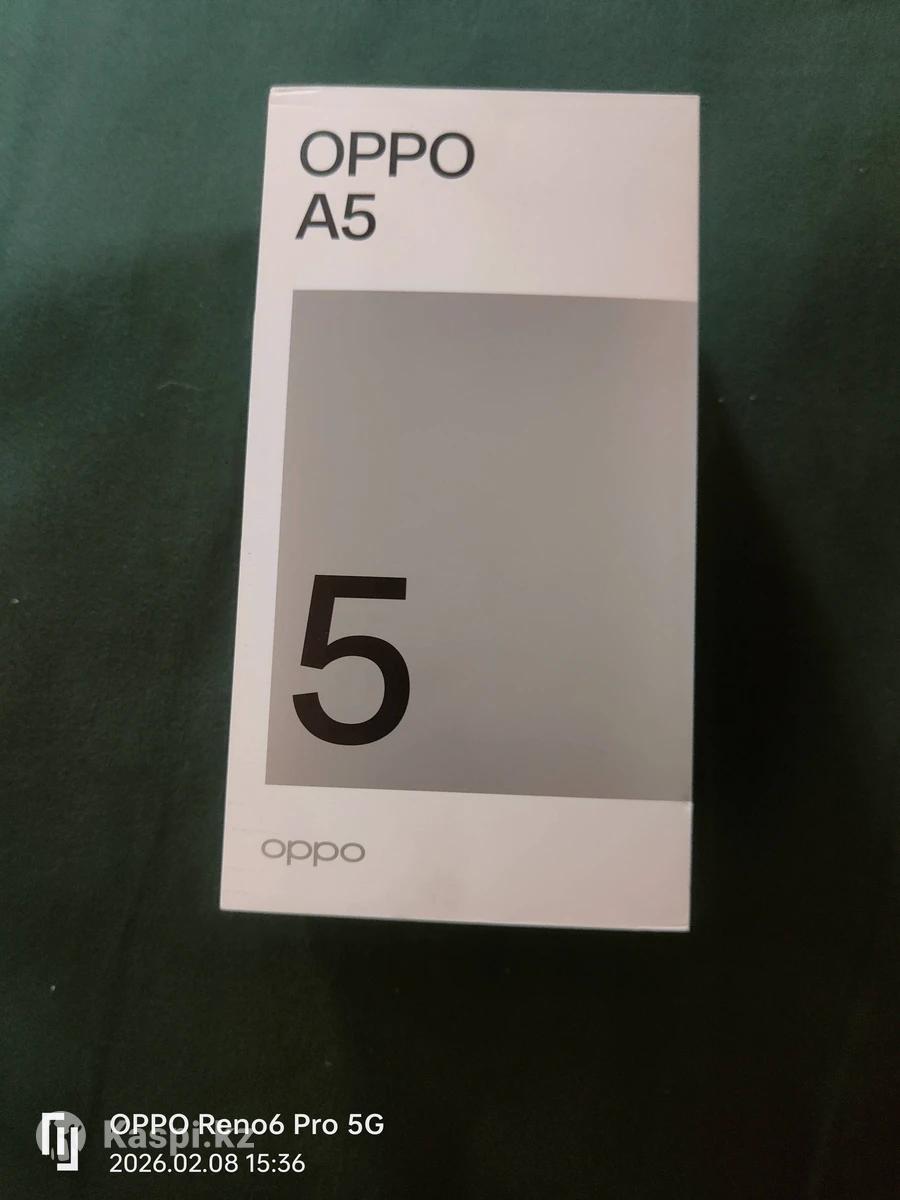 OPPO
A5
5
oppo
OPPO Reno6 Pro 5G
Kaspi.kz
2026.02.08 15:36